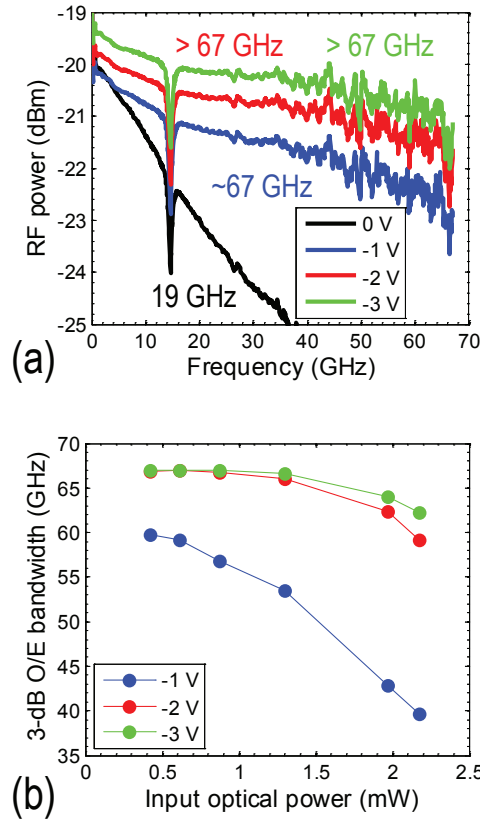 -19
-20
-21
-22
-23
-24
-25
RF power (dBm)
> 67 GHz
> 67 GHz
~67 GHz
19 GHz
0 V
-1 V
-2 V
-3 V
0 10 20 30 40 50 60 70
Frequency (GHz)
(a)
70
65
60
55
50
45
40
35
3-dB O/E bandwidth (GHz)
-1 V
-2 V
-3 V
0 0.5 1 1.5 2 2.5
Input optical power (mW)
(b)